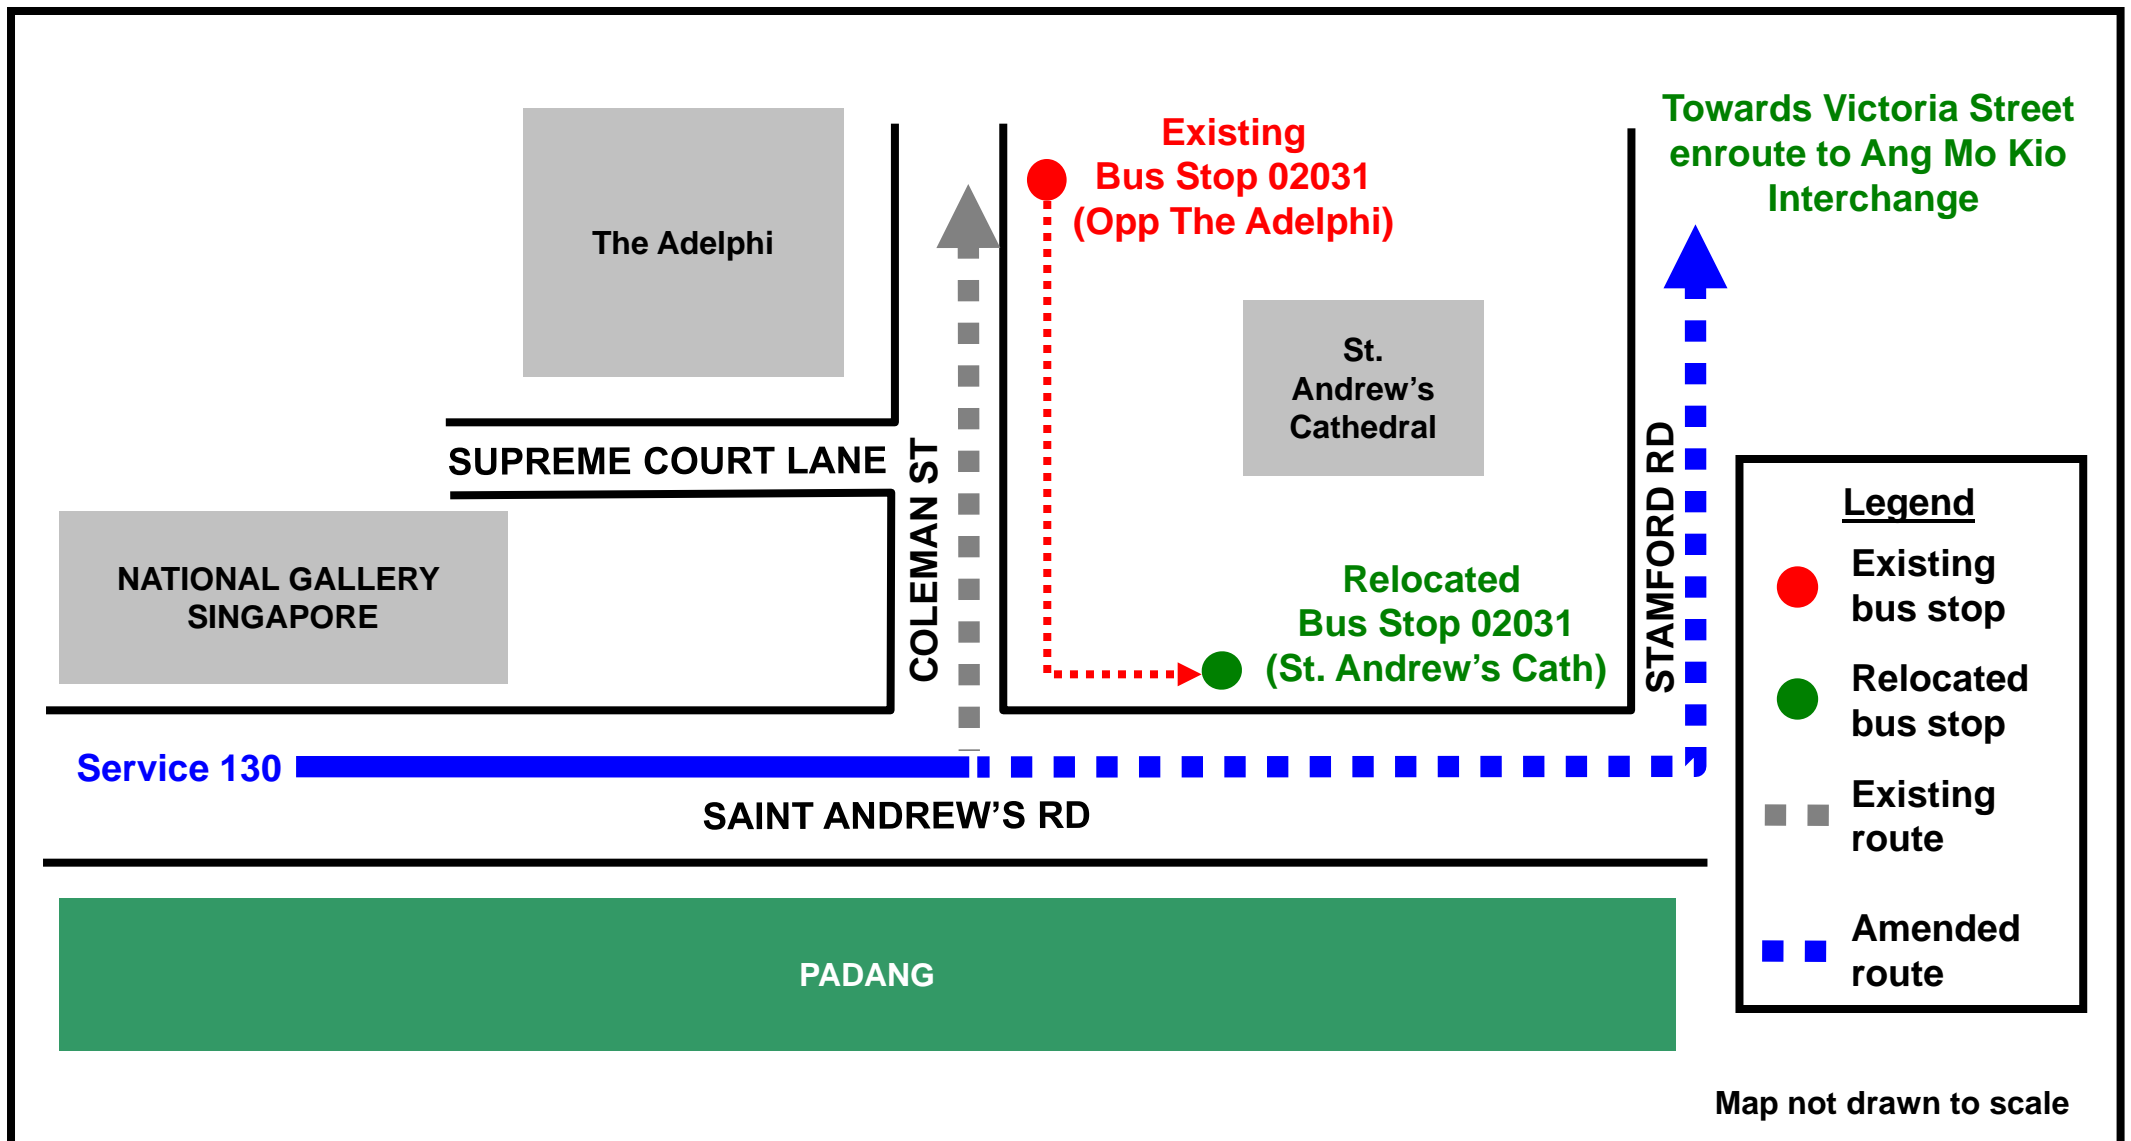 Towards Victoria Street
enroute to Ang Mo Kio
Interchange
Existing
Bus Stop 02031
(Opp The Adelphi)
The Adelphi
St.
Andrew’s
Cathedral
SUPREME COURT LANE
COLEMAN ST
STAMFORD RD
NATIONAL GALLERY
SINGAPORE
Relocated
Bus Stop 02031
(St. Andrew’s Cath)
Service 130
SAINT ANDREW’S RD
PADANG
Legend
Existing
bus stop
Relocated
bus stop
Existing
route
Amended
route
Map not drawn to scale